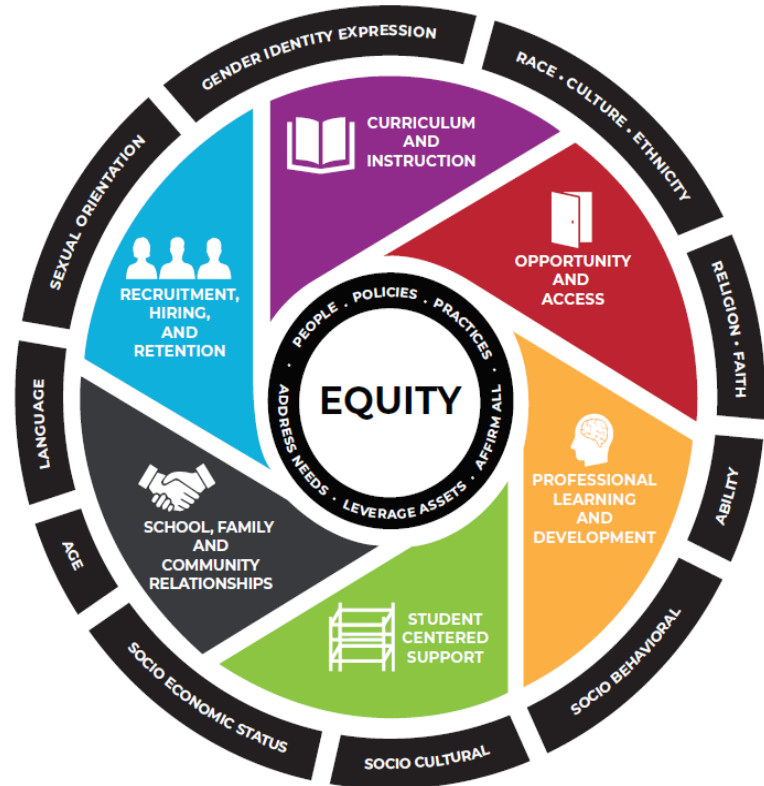 GENDER IDENTITY EXPRESSION
RACE • CULTURE • ETHNICITY
RELIGION • FAITH
ABILITY
SOCIO BEHAVIORAL
SOCIO CULTURAL
SOCIO ECONOMIC STATUS
AGE
LANGUAGE
SEXUAL ORIENTATION
CURRICULUM
AND
INSTRUCTION
OPPORTUNITY
AND
ACCESS
PROFESSIONAL
LEARNING
AND
DEVELOPMENT
STUDENT
CENTERED
SUPPORT
SCHOOL, FAMILY
AND
COMMUNITY
RELATIONSHIPS
RECRUITMENT,
HIRING,
AND
RETENTION
• PEOPLE • POLICIES • PRACTICES •
ADDRESS NEEDS • LEVERAGE ASSETS • AFFIRM ALL
EQUITY